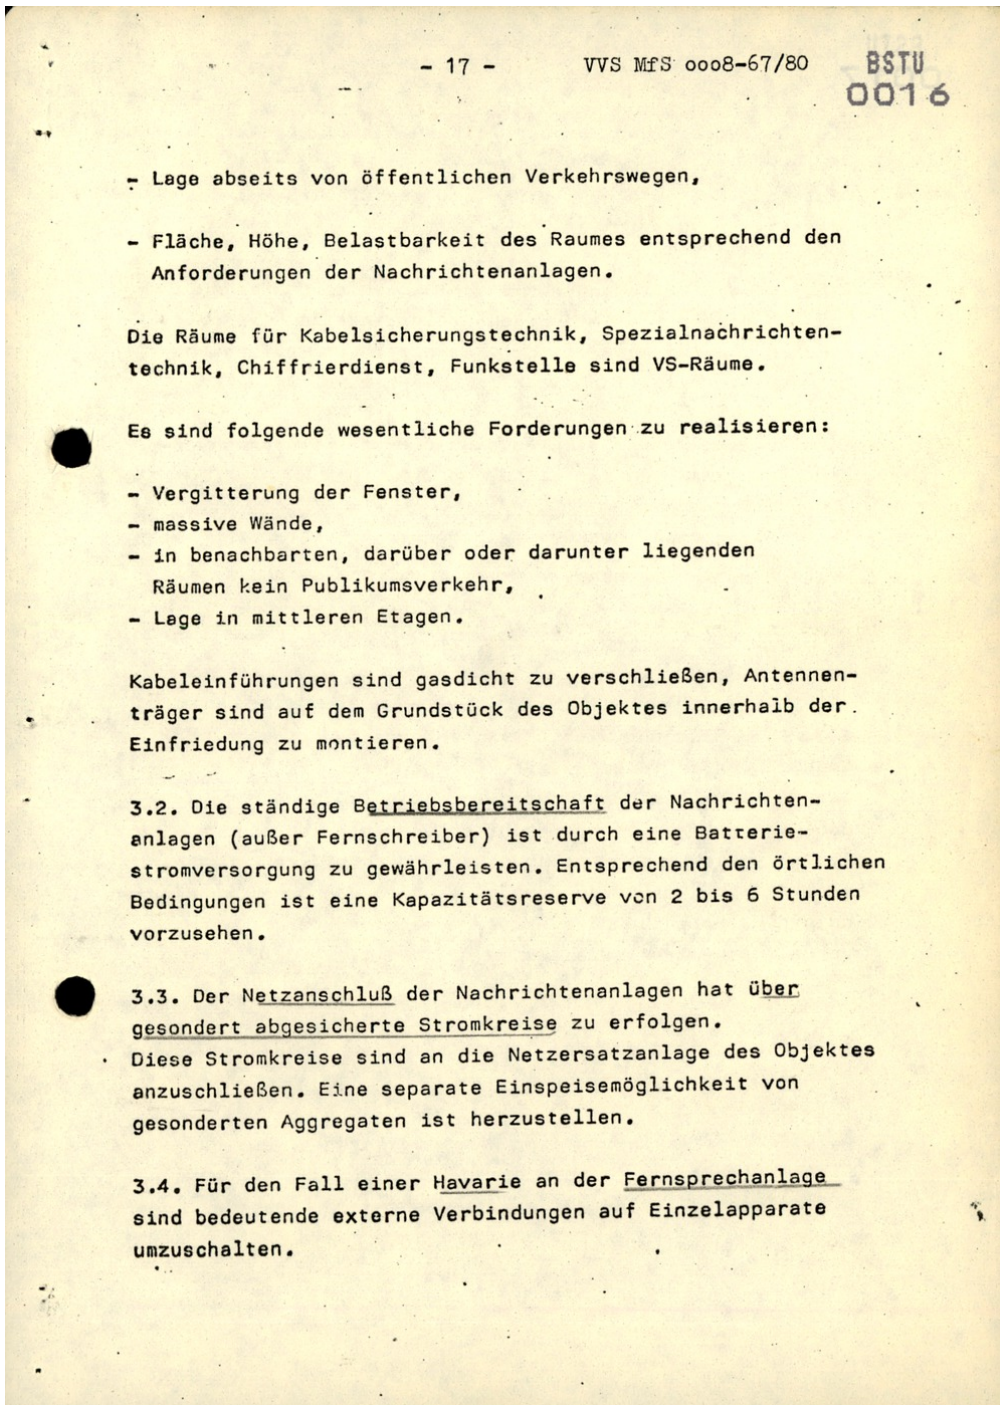 - 17 -
VVS MfS ooo8-67/80
BSTU
0016
- Lage abseits von öffentlichen Verkehrswegen,
- Fläche, Höhe, Belastbarkeit des Raumes entsprechend den
Anforderungen der Nachrichtenanlagen.
Die Räume für Kabelsicherungstechnik, Spezialnachrichten-
technik, Chiffrierdienst, Funkstelle sind VS-Räume.
Es sind folgende wesentliche Forderungen zu realisieren:
- Vergitterung der Fenster,
- massive Wände,
- in benachbarten, darüber oder darunter liegenden
Räumen kein Publikumsverkehr,
- Lage in mittleren Etagen.
Kabeleinführungen sind gasdicht zu verschließen, Antennen-
träger sind auf dem Grundstück des Objektes innerhalb der
Einfriedung zu montieren.
3.2. Die ständige Betriebsbereitschaft der Nachrichten-
anlagen (außer Fernschreiber) ist durch eine Batterie-
stromversorgung zu gewährleisten. Entsprechend den örtlichen
Bedingungen ist eine Kapazitätsreserve von 2 bis 6 Stunden
vorzusehen.
3.3. Der Netzanschluß der Nachrichtenanlagen hat über
gesondert abgesicherte Stromkreise zu erfolgen.
Diese Stromkreise sind an die Netzersatzanlage des Objektes
anzuschließen. Eine separate Einspeisemöglichkeit von
gesonderten Aggregaten ist herzustellen.
3.4. Für den Fall einer Havarie an der Fernsprechanlage
sind bedeutende externe Verbindungen auf Einzelapparate
umzuschalten.